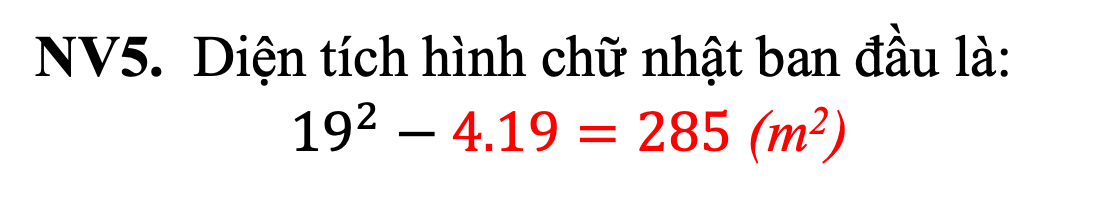 NV5. Diện tích hình chữ nhật ban đầu là:
19² − 4.19 = 285 (m²)